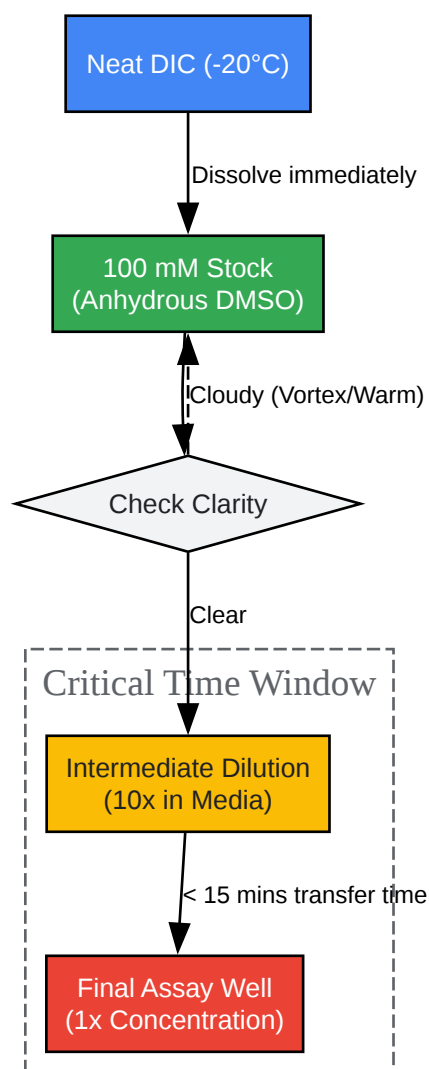 Neat DIC (-20°C)
Dissolve immediately
100 mM Stock
(Anhydrous DMSO)
Cloudy (Vortex/Warm)
Check Clarity
Clear
Critical Time Window
Intermediate Dilution
(10x in Media)
< 15 mins transfer time
Final Assay Well
(1x Concentration)